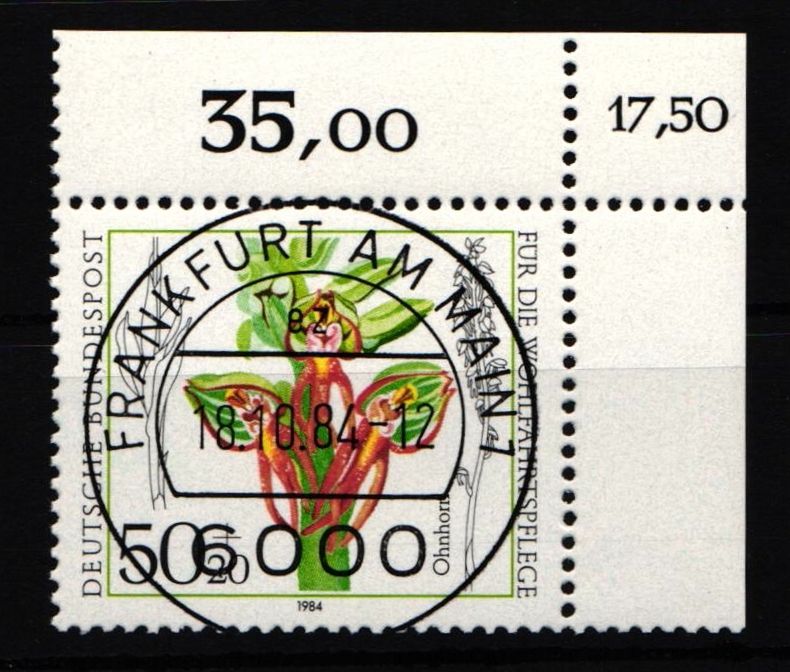 35,00
17,50
DEUTSCHE BUNDESPOST
FÜR DIE WOHLFAHRTSPFLEGE
FRANKFURT AM MAIN 1
ez
18.10.84-12
6000
50+20
Ohnhorn
1984